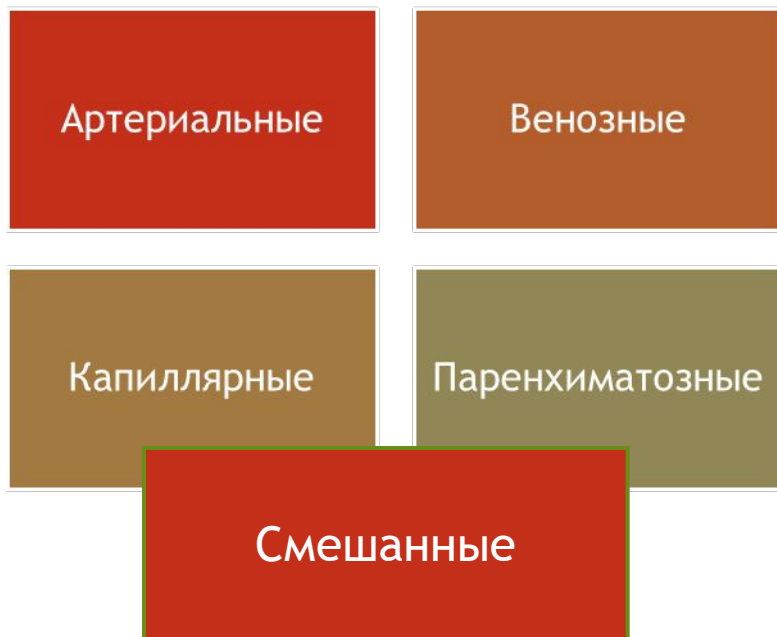 Артериальные
Венозные
Капиллярные
Паренхиматозные
Смешанные